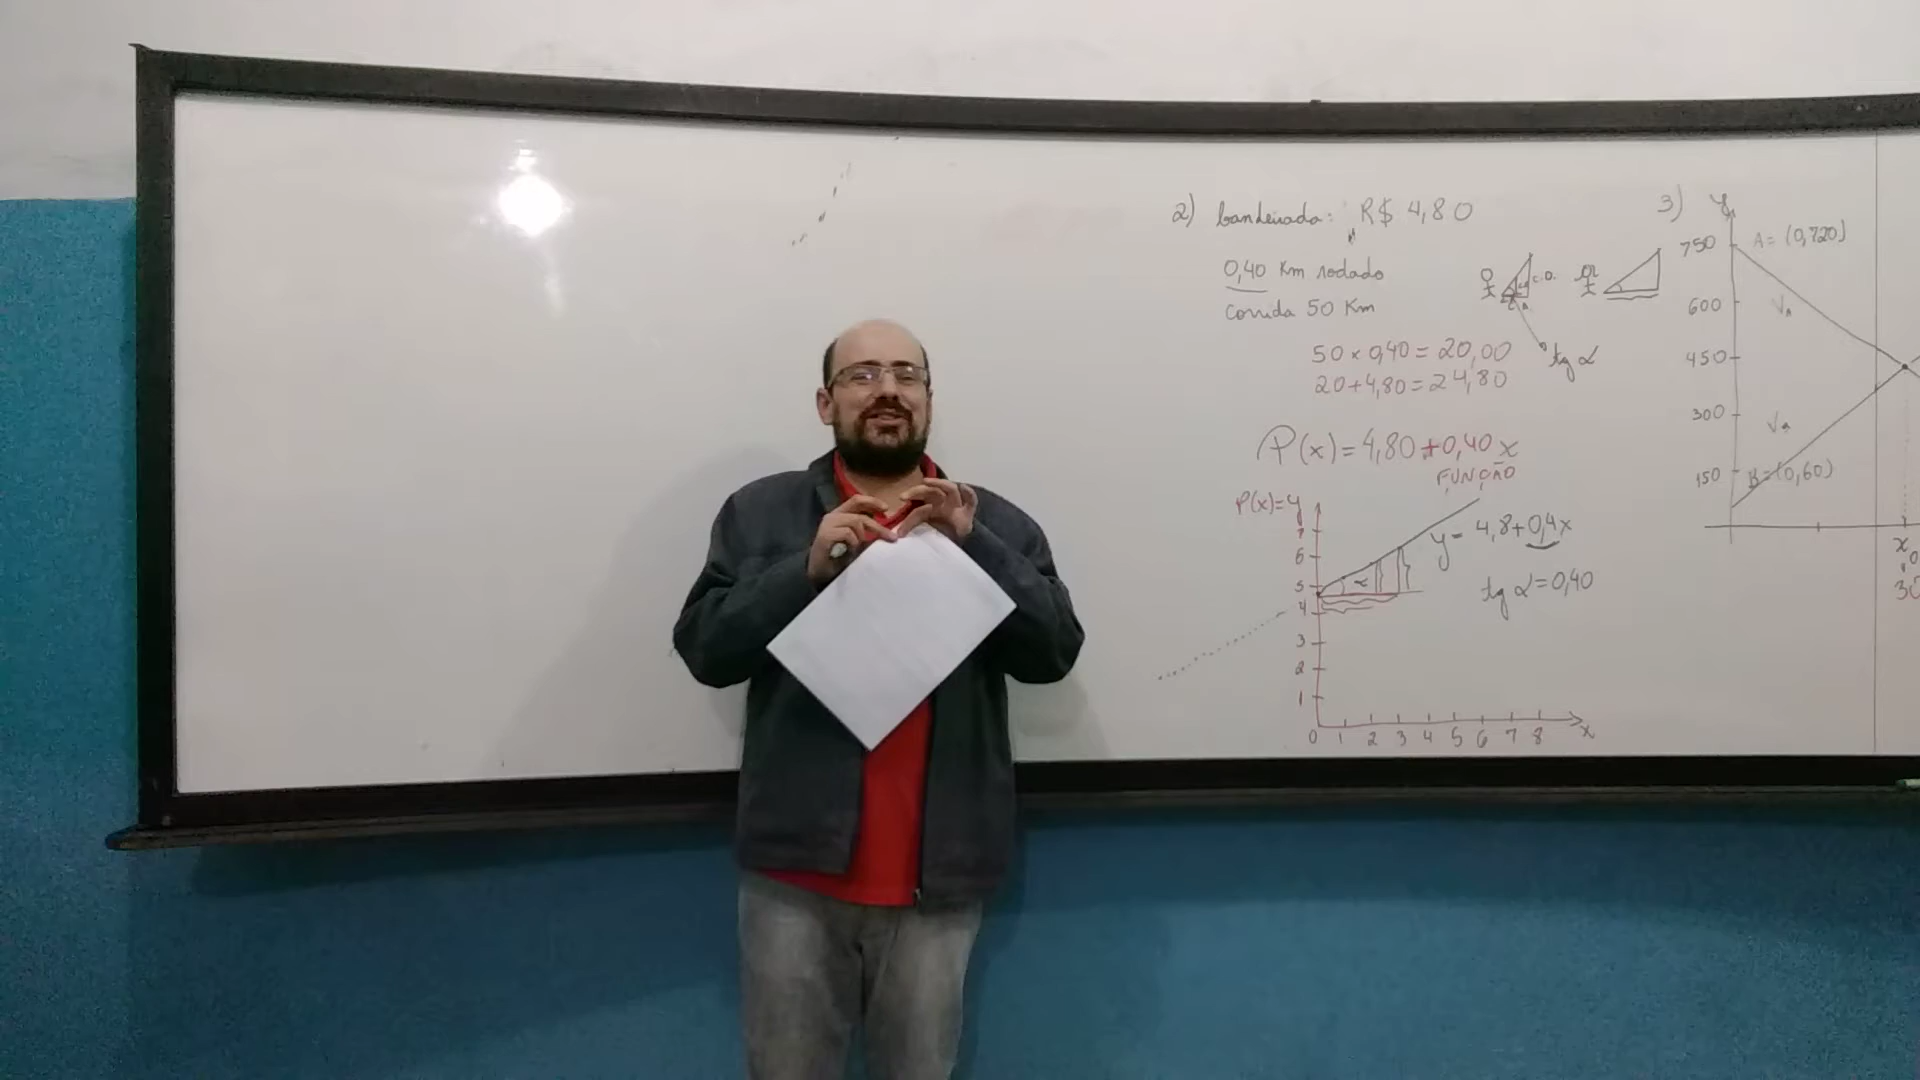 2) bandeirada: R$ 4,80
0,40 Km rodado
corrida 50 Km
50 x 0,40 = 20,00
20+4,80 = 24,80
P(x) = 4,80 + 0,40 x
FUNÇÃO
C.O.
tg α
P(x)=y
7
6
5
4
3
2
1
0 1 2 3 4 5 6 7 8 x
α
y = 4,8+0,4x
tg α = 0,40
3) y
750 A = (0,720)
600
450
300
150 B = (0,60)
x0
30